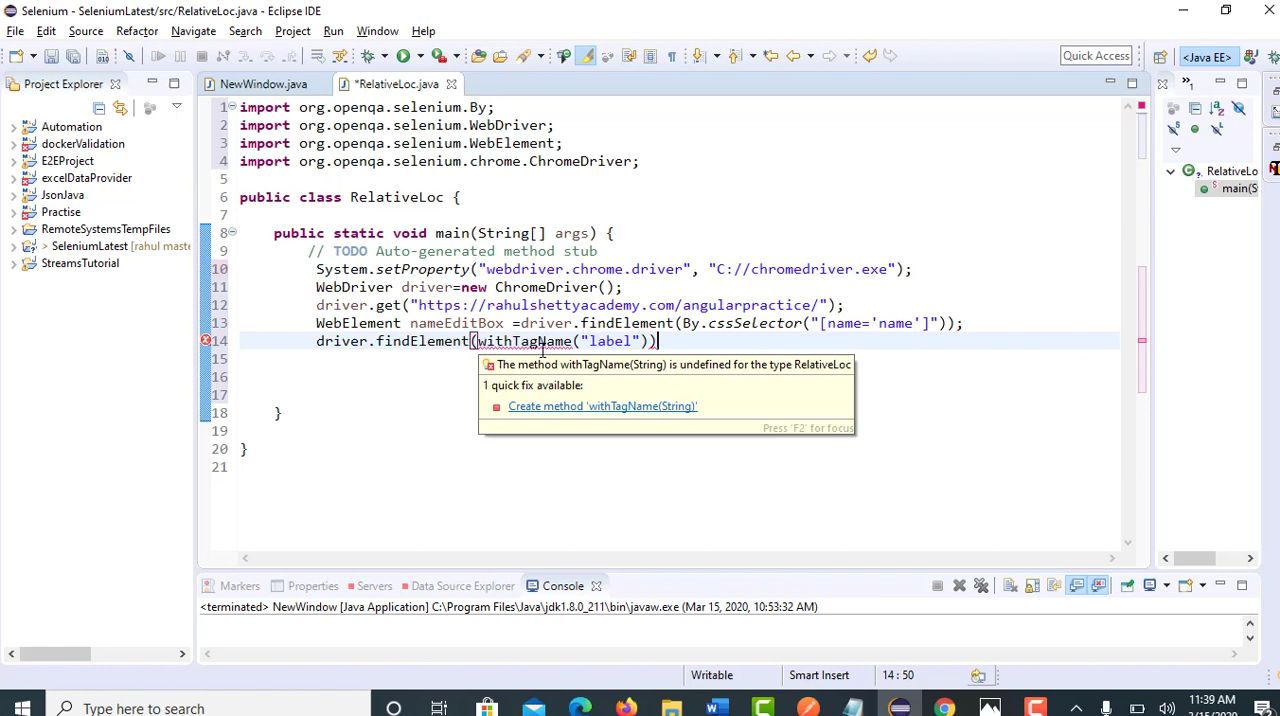 Selenium - SeleniumLatest/src/RelativeLoc.java - Eclipse IDE
File Edit Source Refactor Navigate Search Project Run Window Help
Quick Access
<Java EE>
Project Explorer
NewWindow.java
*RelativeLoc.java
Automation
dockerValidation
E2EProject
excelDataProvider
JsonJava
Practise
RemoteSystemsTempFiles
SeleniumLatest [rahul maste
StreamsTutorial
1 import org.openqa.selenium.By;
2 import org.openqa.selenium.WebDriver;
3 import org.openqa.selenium.WebElement;
4 import org.openqa.selenium.chrome.ChromeDriver;
5
6 public class RelativeLoc {
7
8 public static void main(String[] args) {
9 // TODO Auto-generated method stub
10 System.setProperty("webdriver.chrome.driver", "C://chromedriver.exe");
11 WebDriver driver=new ChromeDriver();
12 driver.get("https://rahulshettyacademy.com/angularpractice/");
13 WebElement nameEditBox =driver.findElement(By.cssSelector("[name='name']"));
14 driver.findElement(withTagName("label"))
15
The method withTagName(String) is undefined for the type RelativeLoc
16
1 quick fix available:
17
Create method 'withTagName(String)'
18 }
Press 'F2' for focus
19
20 }
21
RelativeLo
main(S
Markers Properties Servers Data Source Explorer Console
<terminated> NewWindow [Java Application] C:\Program Files\Java\jdk1.8.0_211\bin\javaw.exe (Mar 15, 2020, 10:53:32 AM)
Writable Smart Insert 14 : 50
Type here to search
11:39 AM